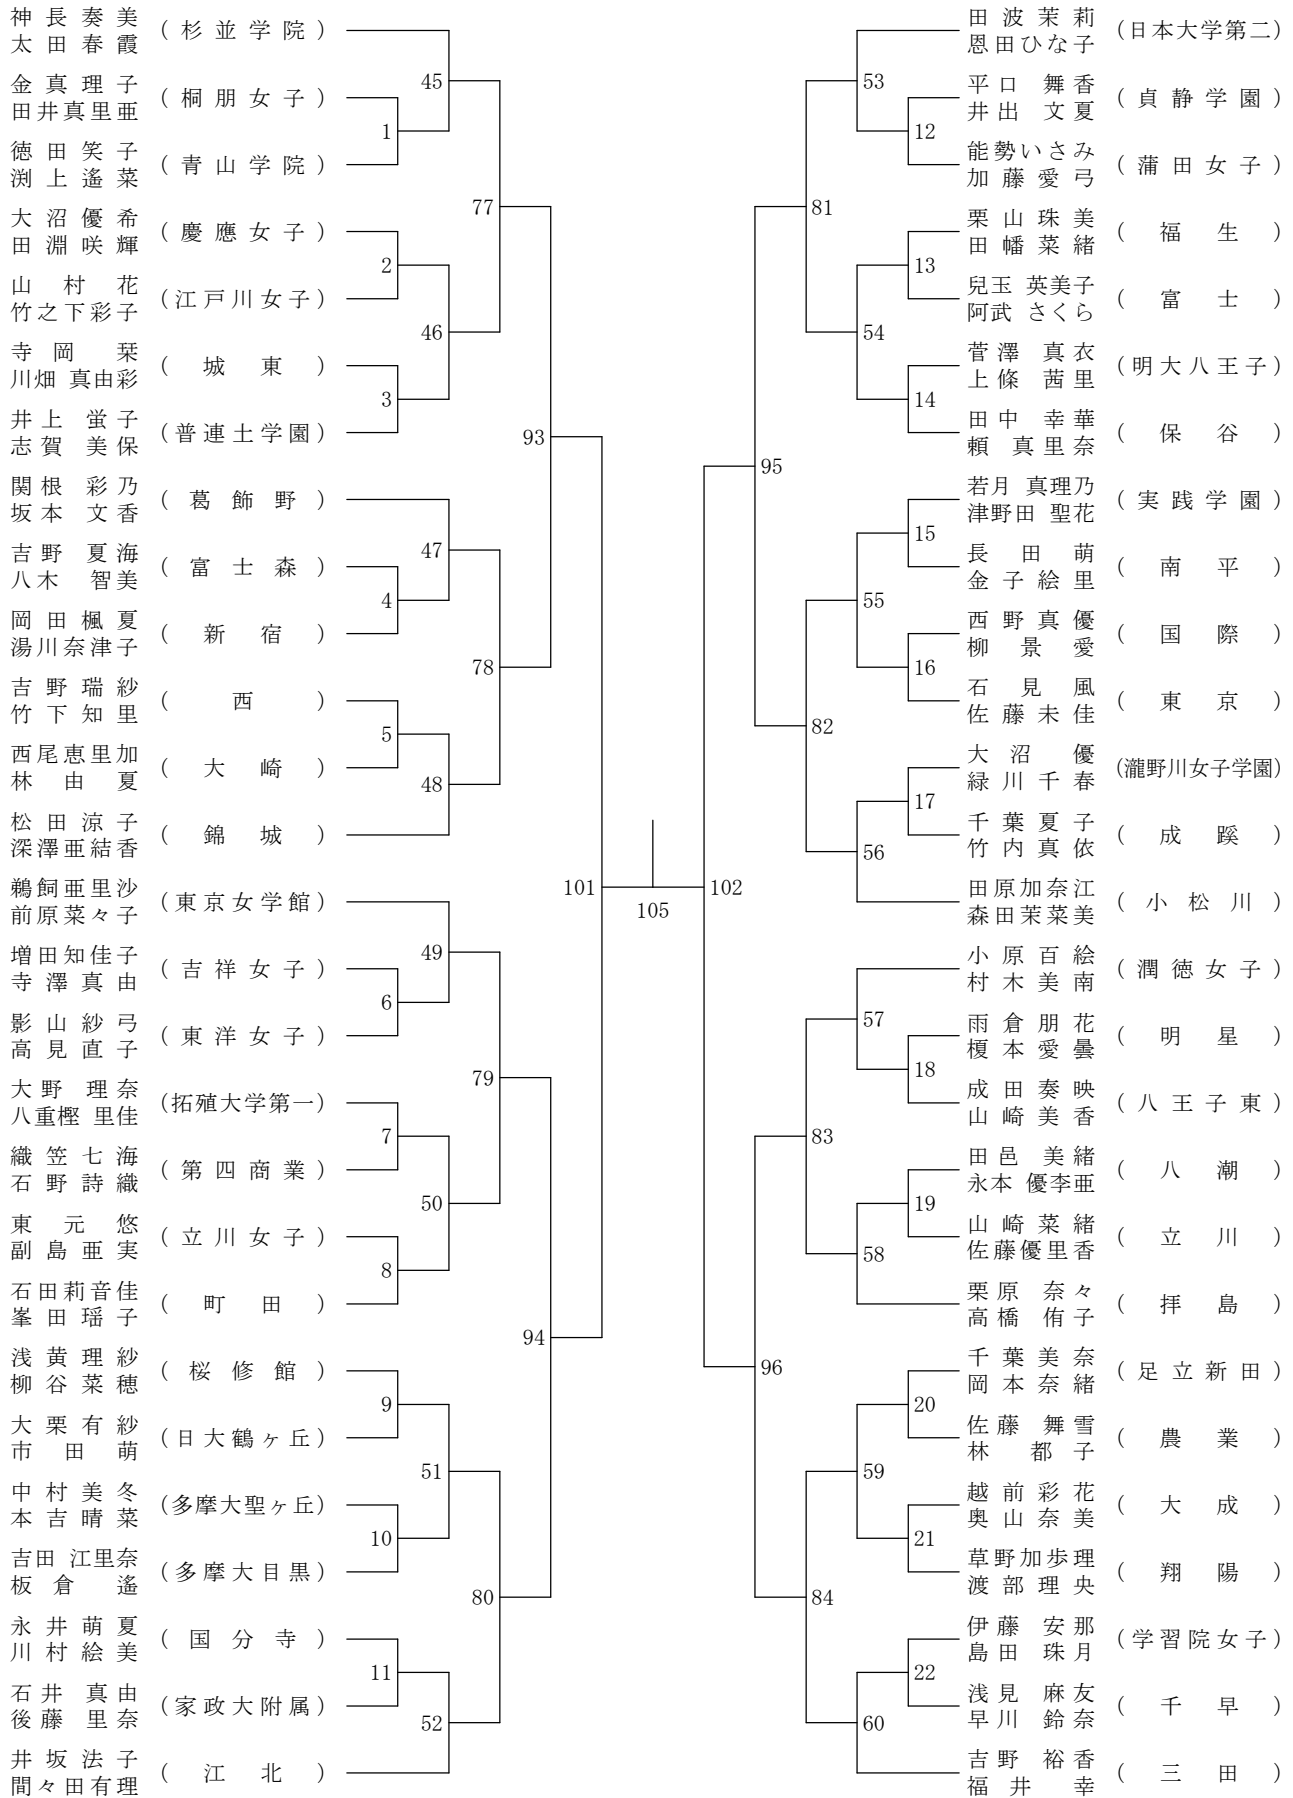 神長奏美
太田春霞
(杉並学院)
金真理子
田井真里亜
(桐朋女子)
徳田笑子
渕上遙菜
(青山学院)
大沼優希
田淵咲輝
(慶應女子)
山村花
竹之下彩子
(江戸川女子)
寺岡栞
川畑 真由彩
(城東)
井上蛍子
志賀美保
(普連土学園)
関根彩乃
坂本文香
(葛飾野)
吉野夏海
八木智美
(富士森)
岡田楓夏
湯川奈津子
(新宿)
吉野瑞紗
竹下知里
(西)
西尾恵里加
林由夏
(大崎)
松田涼子
深澤亜結香
(錦城)
鵜飼亜里沙
前原菜々子
(東京女学館)
増田知佳子
寺澤真由
(吉祥女子)
影山紗弓
高見直子
(東洋女子)
大野理奈
八重樫 里佳
(拓殖大学第一)
織笠七海
石野詩織
(第四商業)
東元悠
副島亜実
(立川女子)
石田莉音佳
峯田瑶子
(町田)
浅黄理紗
柳谷菜穂
(桜修館)
大栗有紗
市田萌
(日大鶴ヶ丘)
中村美冬
本吉晴菜
(多摩大聖ヶ丘)
吉田 江里奈
板倉遙
(多摩大目黒)
永井萌夏
川村絵美
(国分寺)
石井真由
後藤里奈
(家政大附属)
井坂法子
間々田有理
(江北)
1
2
3
4
5
6
7
8
9
10
11
45
46
47
48
49
50
51
52
77
78
79
80
93
94
101
105
102
95
96
81
82
83
84
53
54
55
56
57
58
59
60
12
13
14
15
16
17
18
19
20
21
22
田波茉莉
恩田ひな子
(日本大学第二)
平口舞香
井出文夏
(貞静学園)
能勢いさみ
加藤愛弓
(蒲田女子)
栗山珠美
田幡菜緒
(福生)
兒玉 英美子
阿武 さくら
(富士)
菅澤真衣
上條茜里
(明大八王子)
田中幸華
頼真里奈
(保谷)
若月 真理乃
津野田 聖花
(実践学園)
長田萌
金子絵里
(南平)
西野真優
柳景愛
(国際)
石見風
佐藤未佳
(東京)
大沼優
緑川千春
(瀧野川女子学園)
千葉夏子
竹内真依
(成蹊)
田原加奈江
森田茉菜美
(小松川)
小原百絵
村木美南
(潤徳女子)
雨倉朋花
榎本愛曇
(明星)
成田奏映
山崎美香
(八王子東)
田邑美緒
永本 優李亜
(八潮)
山崎菜緒
佐藤優里香
(立川)
栗原奈々
高橋侑子
(拝島)
千葉美奈
岡本奈緒
(足立新田)
佐藤舞雪
林都子
(農業)
越前彩花
奥山奈美
(大成)
草野加歩理
渡部理央
(翔陽)
伊藤安那
島田珠月
(学習院女子)
浅見麻友
早川鈴奈
(千早)
吉野裕香
福井幸
(三田)